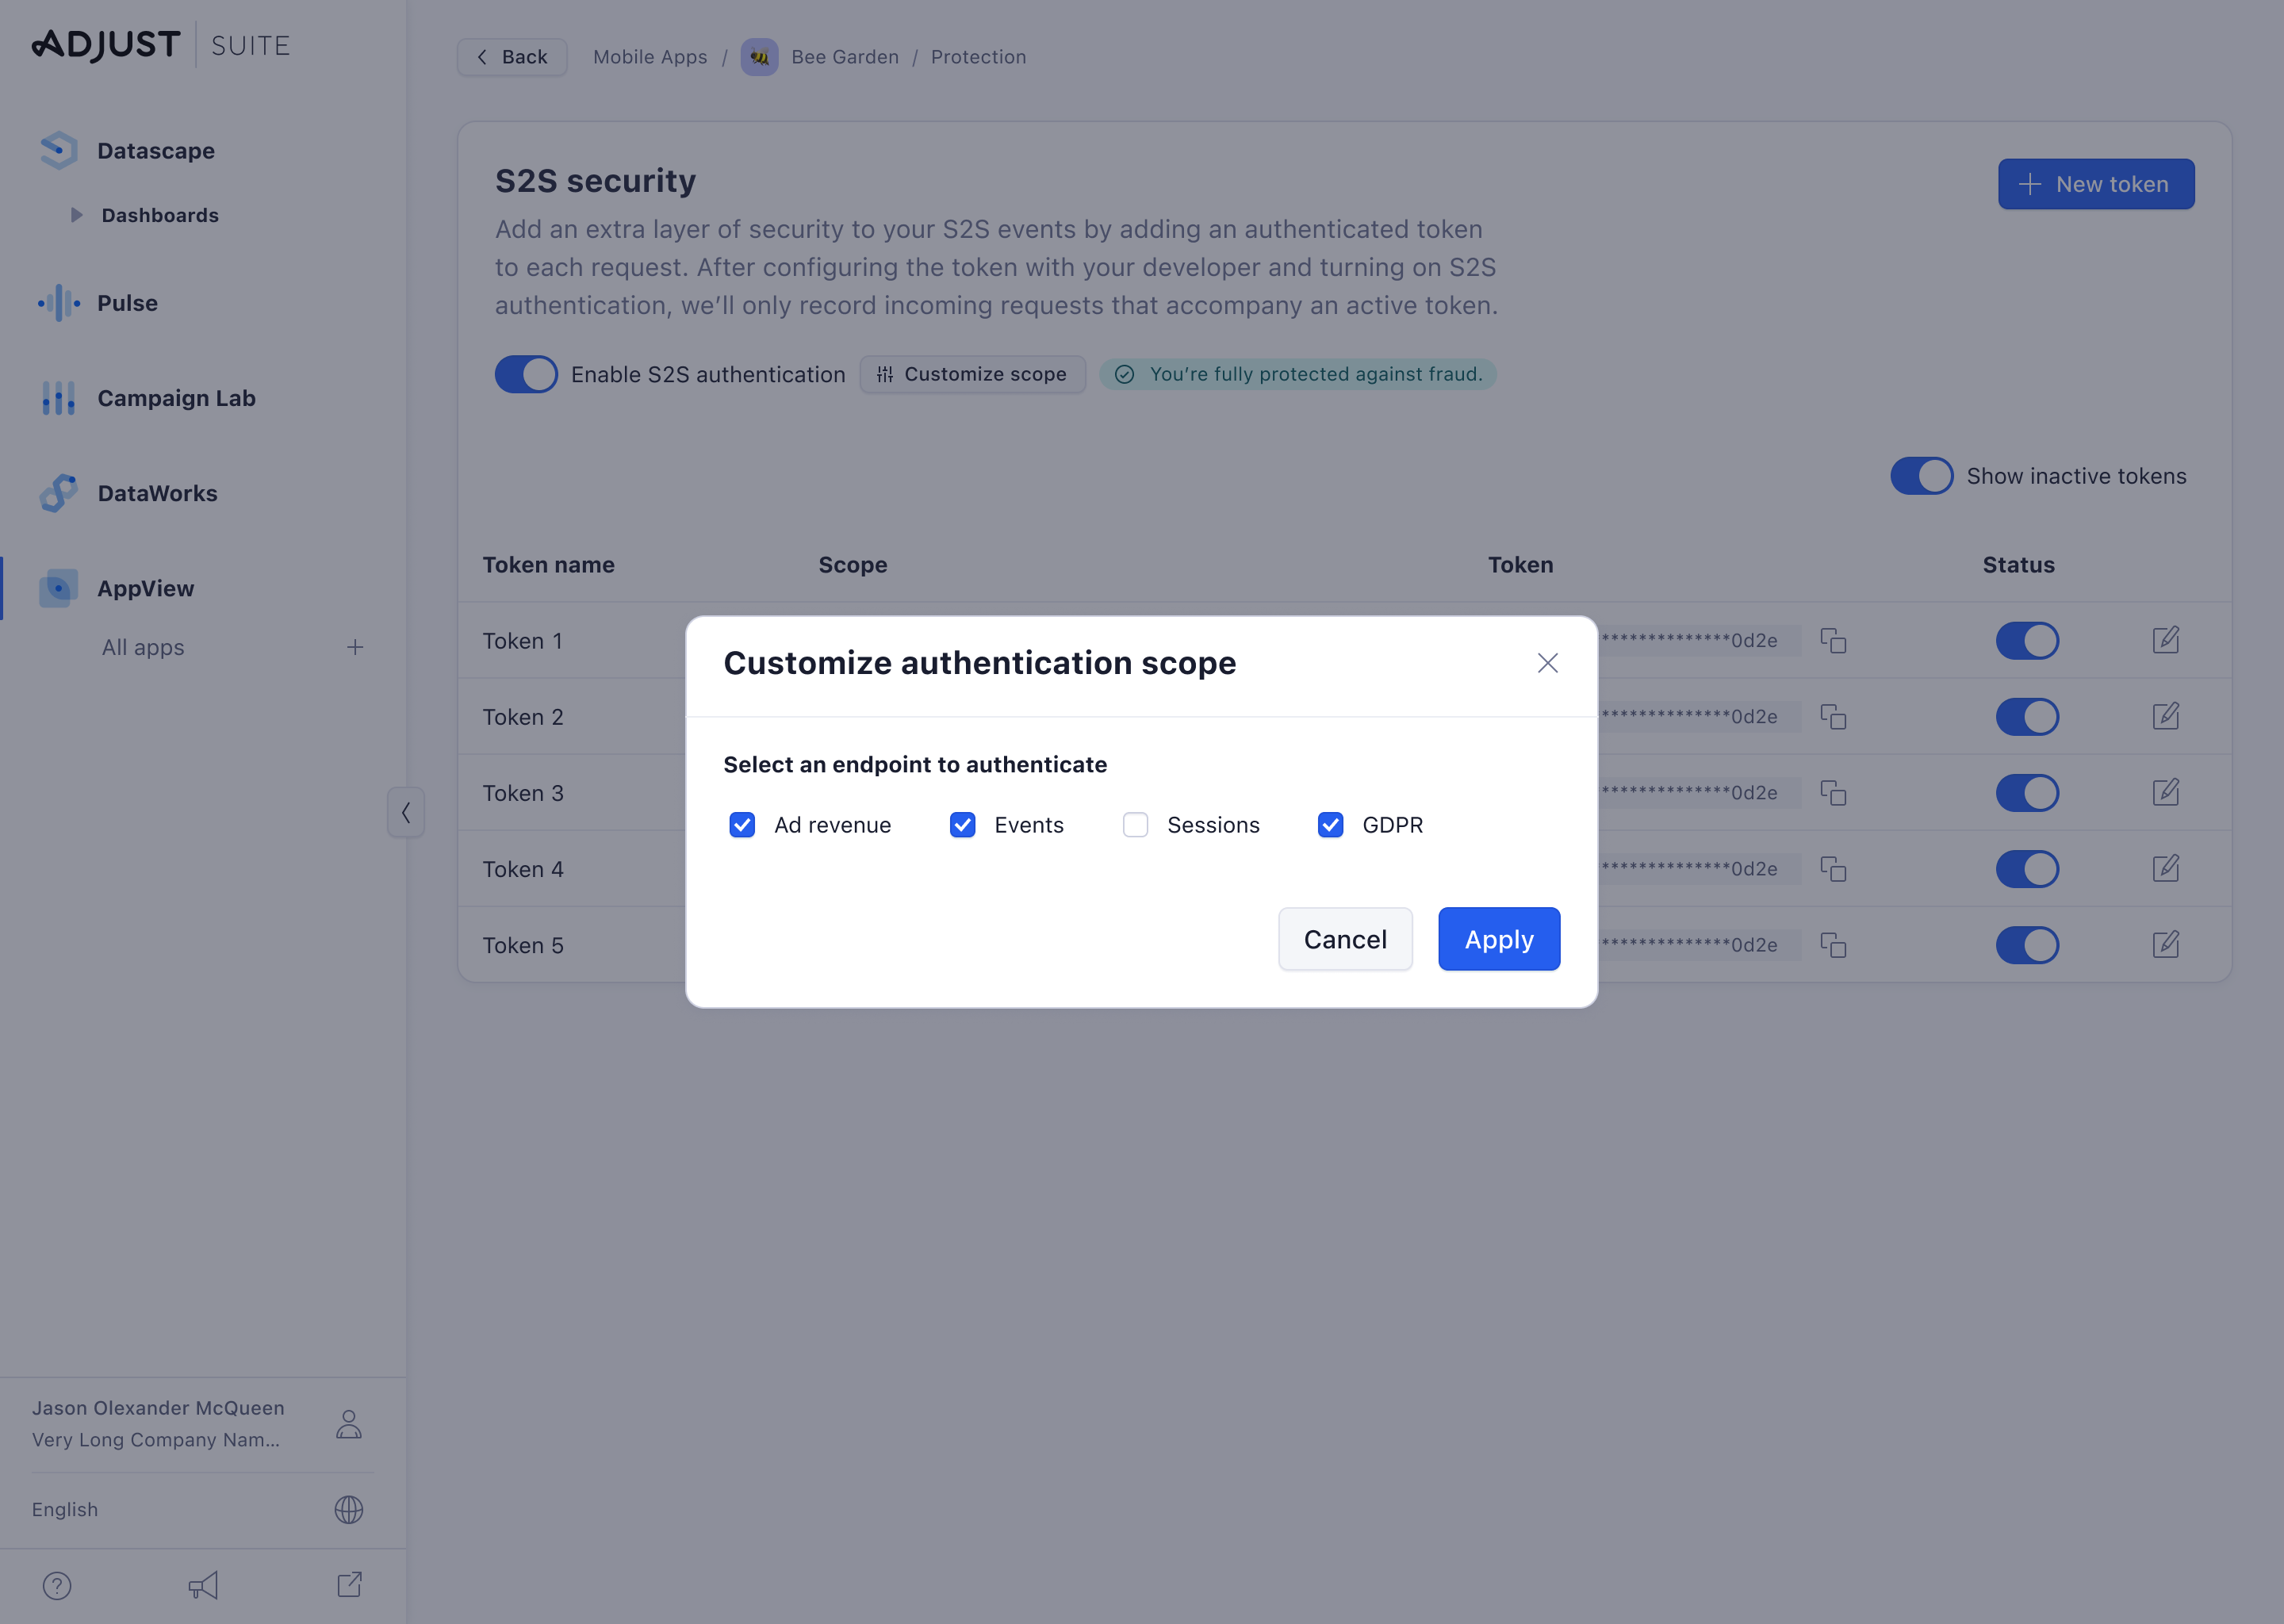 ADJUST SUITE
Datascape
Dashboards
Pulse
Campaign Lab
DataWorks
AppView
All apps
Jason Olexander McQueen
Very Long Company Nam...
English
Back
Mobile Apps / Bee Garden / Protection
S2S security
New token
Add an extra layer of security to your S2S events by adding an authenticated token
to each request. After configuring the token with your developer and turning on S2S
authentication, we’ll only record incoming requests that accompany an active token.
Enable S2S authentication
Customize scope
You’re fully protected against fraud.
Show inactive tokens
Token name Scope Token Status
Token 1 **************0d2e
Token 2 **************0d2e
Token 3 **************0d2e
Token 4 **************0d2e
Token 5 **************0d2e
Customize authentication scope
Select an endpoint to authenticate
Ad revenue Events Sessions GDPR
Cancel Apply